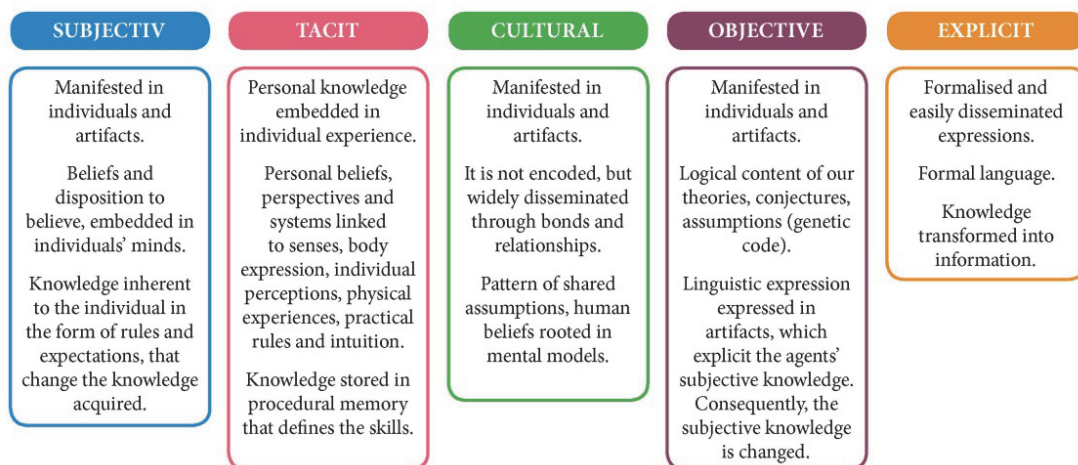 SUBJECTIV
Manifested in
individuals and
artifacts.
Beliefs and
disposition to
believe, embedded in
individuals’ minds.
Knowledge inherent
to the individual in
the form of rules and
expectations, that
change the knowledge
acquired.
TACIT
Personal knowledge
embedded in
individual experience.
Personal beliefs,
perspectives and
systems linked
to senses, body
expression, individual
perceptions, physical
experiences, practical
rules and intuition.
Knowledge stored in
procedural memory
that defines the skills.
CULTURAL
Manifested in
individuals and
artifacts.
It is not encoded, but
widely disseminated
through bonds and
relationships.
Pattern of shared
assumptions, human
beliefs rooted in
mental models.
OBJECTIVE
Manifested in
individuals and
artifacts.
Logical content of our
theories, conjectures,
assumptions (genetic
code).
Linguistic expression
expressed in
artifacts, which
explicit the agents’
subjective knowledge.
Consequently, the
subjective knowledge
is changed.
EXPLICIT
Formalised and
easily disseminated
expressions.
Formal language.
Knowledge
transformed into
information.